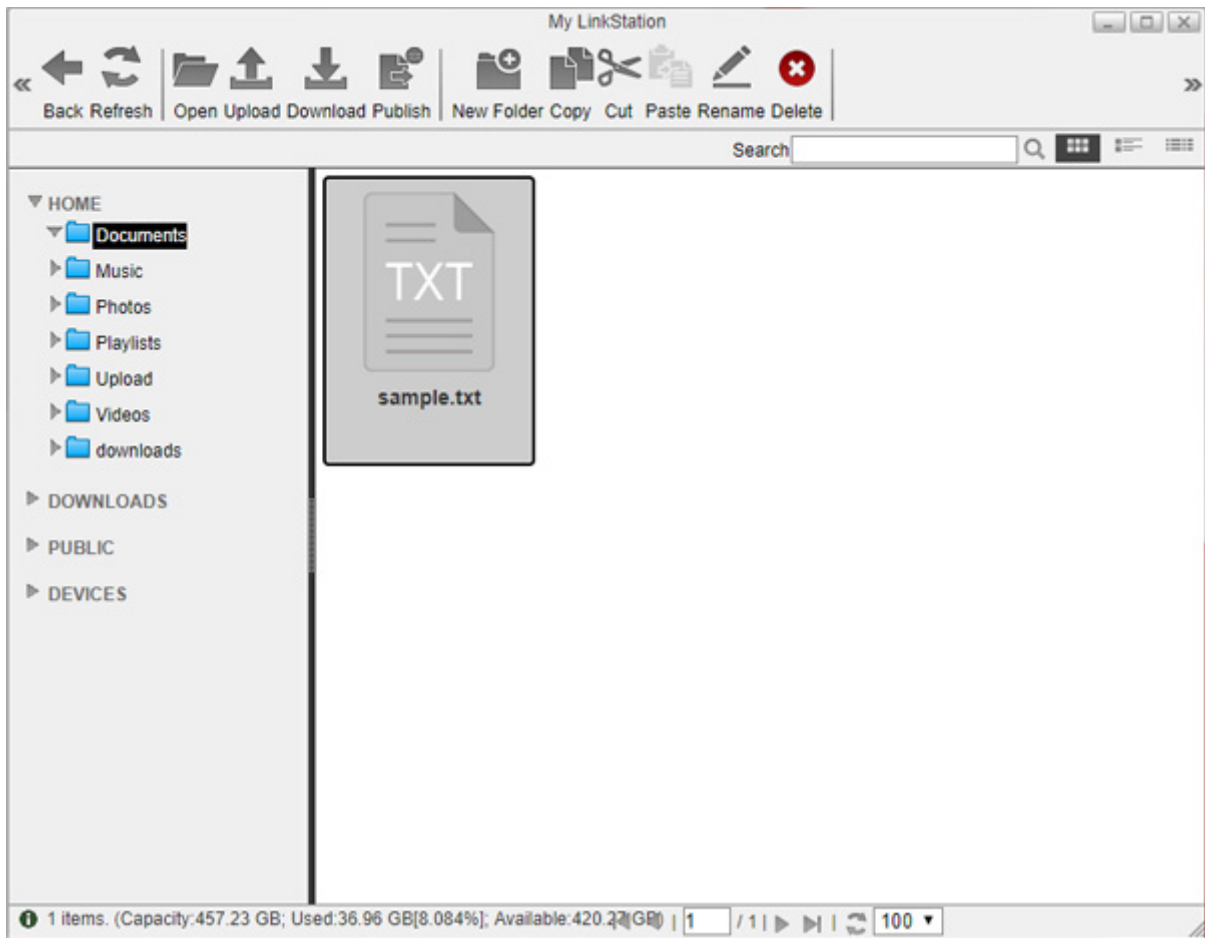 My LinkStation
« Back Refresh Open Upload Download Publish New Folder Copy Cut Paste Rename Delete »
Search
HOME
Documents
Music
Photos
Playlists
Upload
Videos
downloads
DOWNLOADS
PUBLIC
DEVICES
TXT
sample.txt
1 items. (Capacity:457.23 GB; Used:36.96 GB[8.084%]; Available:420.27 GB) | 1 / 1 | | 100